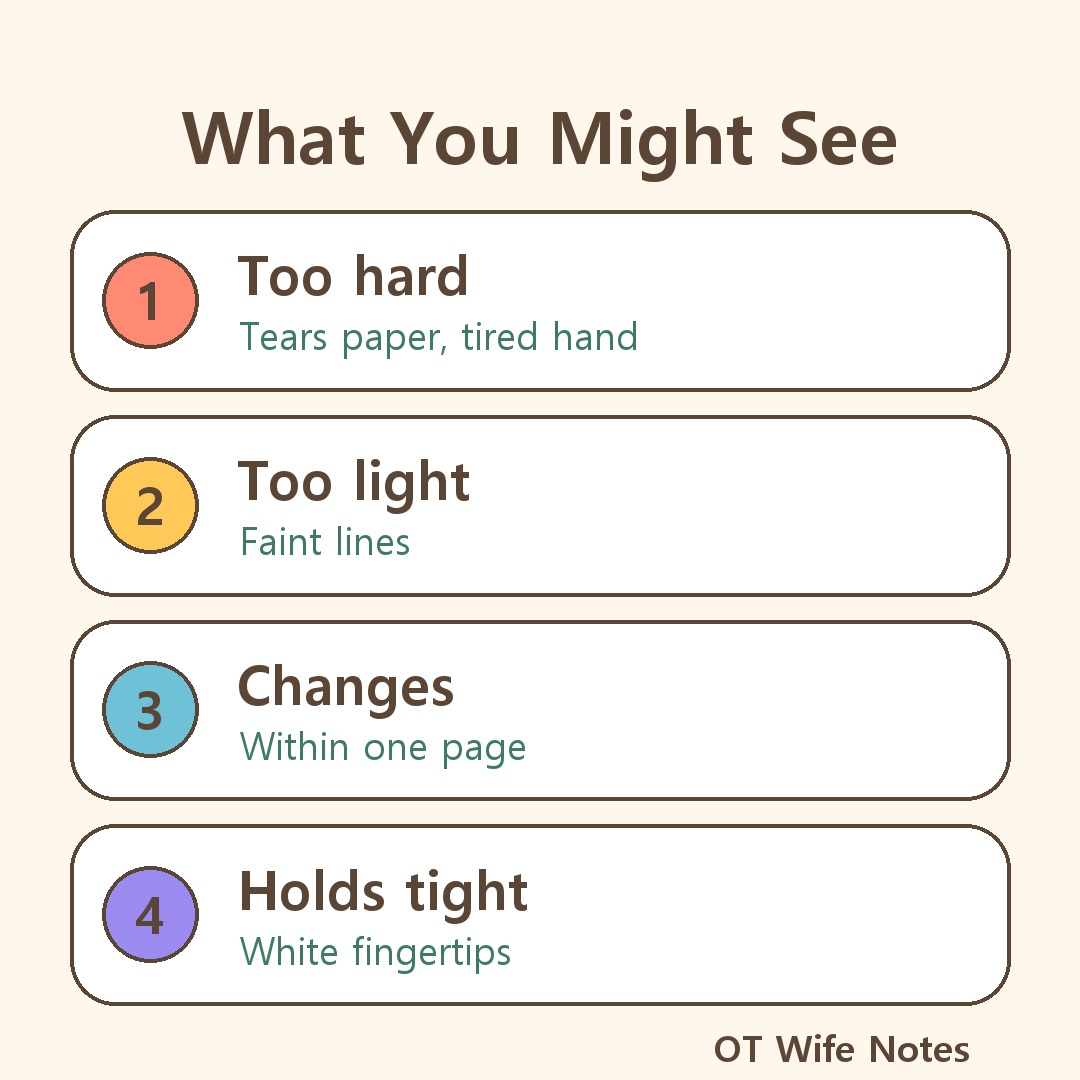 What You Might See
1
Too hard
Tears paper, tired hand
2
Too light
Faint lines
3
Changes
Within one page
4
Holds tight
White fingertips
OT Wife Notes